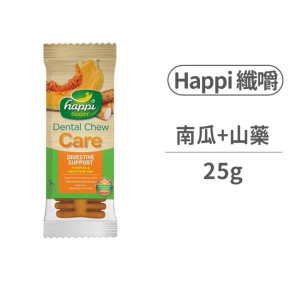 happi
DOGGY
Dental Chew
Care
DIGESTIVE
SUPPORT
Happi 纖嚼
南瓜+山藥
25g